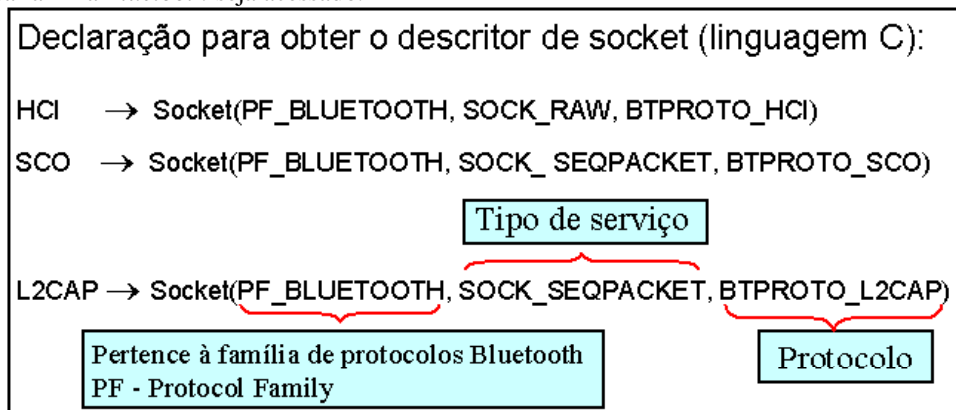 Declaração para obter o descritor de socket (linguagem C):
HCI → Socket(PF_BLUETOOTH, SOCK_RAW, BTPROTO_HCI)
SCO → Socket(PF_BLUETOOTH, SOCK_ SEQPACKET, BTPROTO_SCO)
Tipo de serviço
L2CAP → Socket(PF_BLUETOOTH, SOCK_SEQPACKET, BTPROTO_L2CAP)
Pertence à família de protocolos Bluetooth
PF - Protocol Family
Protocolo